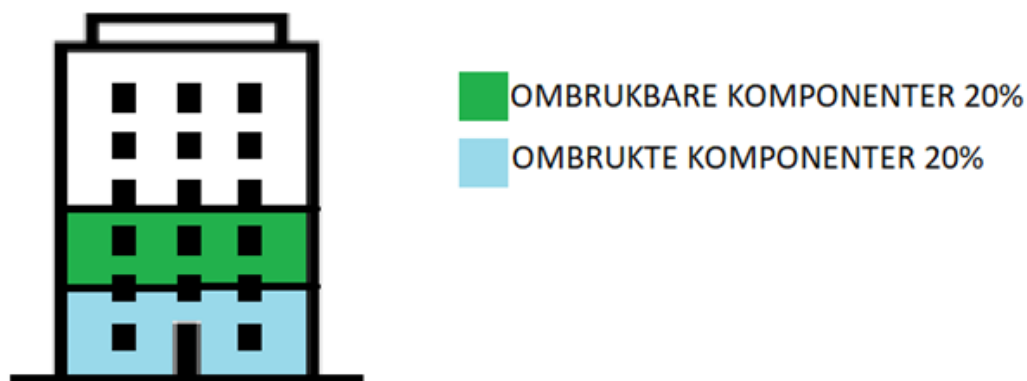 OMBRUKBARE KOMPONENTER 20%
OMBRUKTE KOMPONENTER 20%